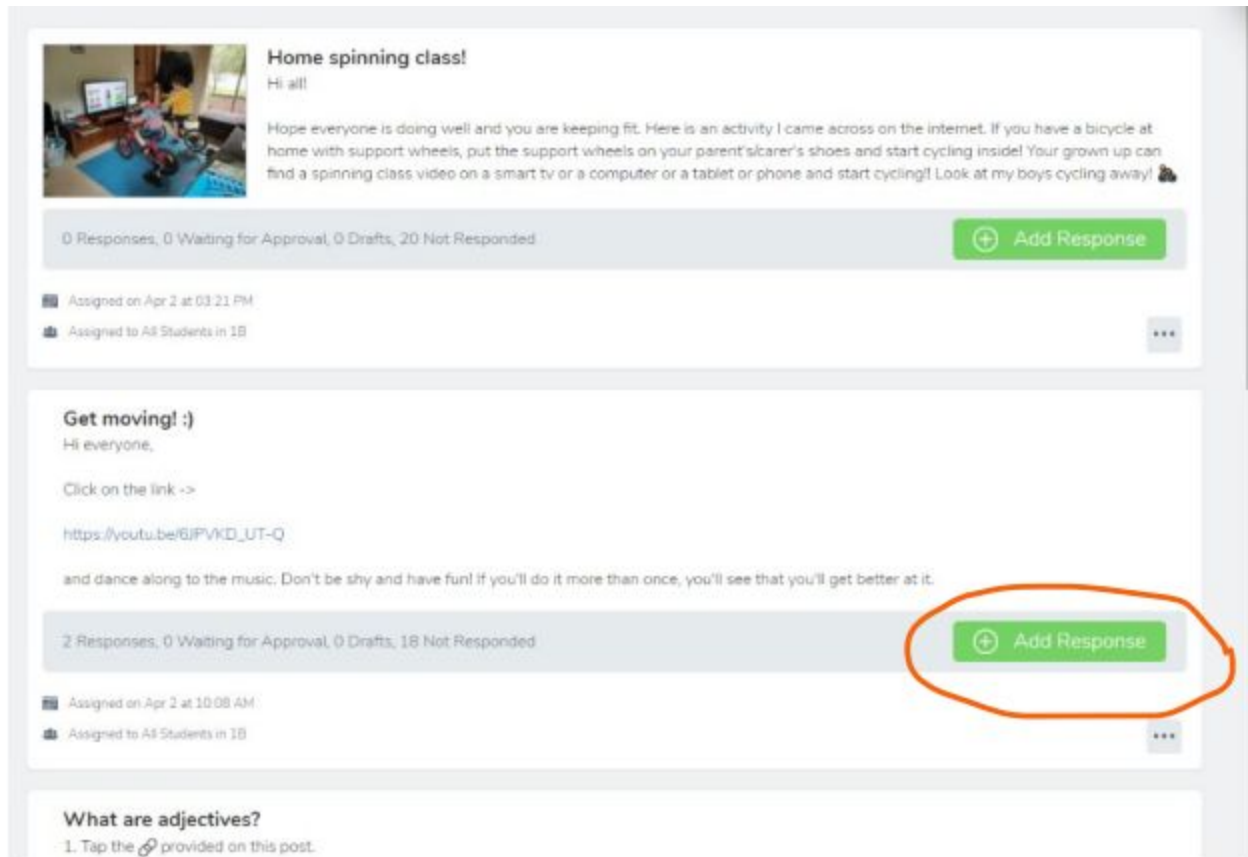 Home spinning class!
Hi all!
Hope everyone is doing well and you are keeping fit. Here is an activity I came across on the internet. If you have a bicycle at
home with support wheels, put the support wheels on your parent's/carer's shoes and start cycling inside! Your grown up can
find a spinning class video on a smart tv or a computer or a tablet or phone and start cycling!! Look at my boys cycling away! 🚵
0 Responses, 0 Waiting for Approval, 0 Drafts, 20 Not Responded
Add Response
Assigned on Apr 2 at 03:21 PM
Assigned to All Students in 1B
Get moving! :)
Hi everyone,
Click on the link ->
https://youtu.be/6JPVKD_UT-Q
and dance along to the music. Don't be shy and have fun! If you'll do it more than once, you'll see that you'll get better at it.
2 Responses, 0 Waiting for Approval, 0 Drafts, 18 Not Responded
Add Response
Assigned on Apr 2 at 10:08 AM
Assigned to All Students in 1B
What are adjectives?
1. Tap the 🔗 provided on this post.